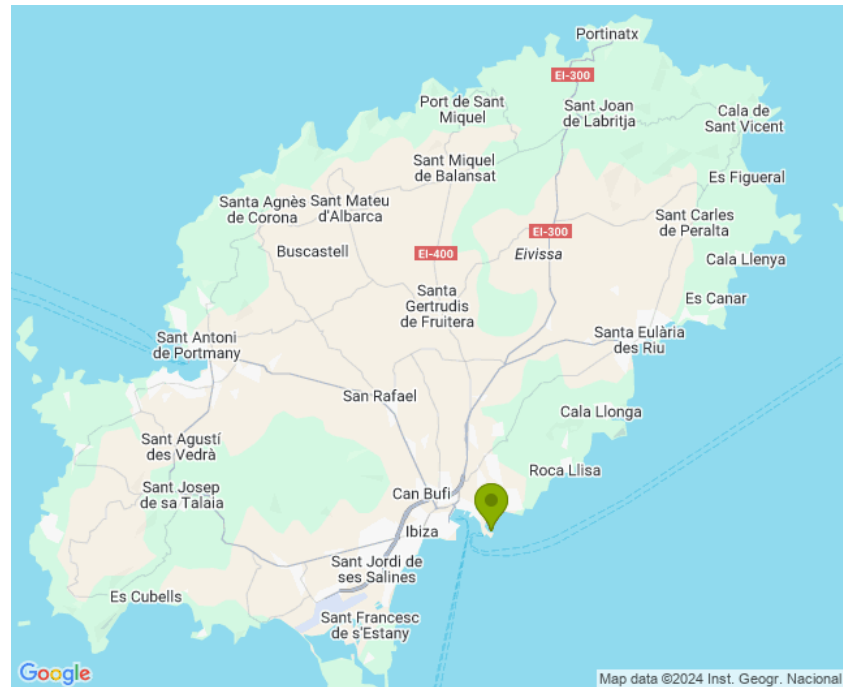 Portinatx
EI-300
Port de Sant
Miquel
Sant Joan
de Labritja
Cala de
Sant Vicent
Sant Miquel
de Balansat
Es Figueral
Santa Agnès
de Corona
Sant Mateu
d'Albarca
Sant Carles
de Peralta
EI-300
Buscastell
EI-400
Eivissa
Cala Llenya
Santa
Gertrudis
de Fruitera
Es Canar
Sant Antoni
de Portmany
Santa Eulària
des Riu
San Rafael
Cala Llonga
Sant Agustí
des Vedrà
Roca Llisa
Sant Josep
de sa Talaia
Can Bufi
Ibiza
Sant Jordi de
ses Salines
Es Cubells
Sant Francesc
de s'Estany
Google
Map data ©2024 Inst. Geogr. Nacional